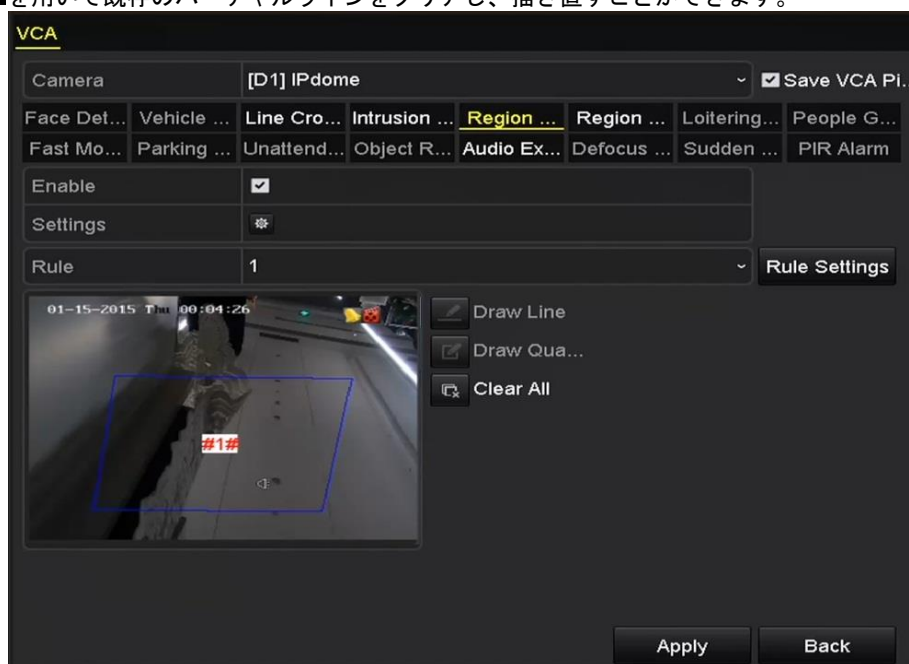 を用いて既存のバーチャルラインをクリアし、描き直すことができます。
VCA
Camera [D1] IPdome Save VCA Pi...
Face Det... Vehicle ... Line Cro... Intrusion ... Region ... Region ... Loitering... People G...
Fast Mo... Parking ... Unattend... Object R... Audio Ex... Defocus ... Sudden ... PIR Alarm
Enable
Settings
Rule 1 Rule Settings
01-15-2015 Thu 00:04:26
Draw Line
Draw Qua...
Clear All
#1#
Apply Back